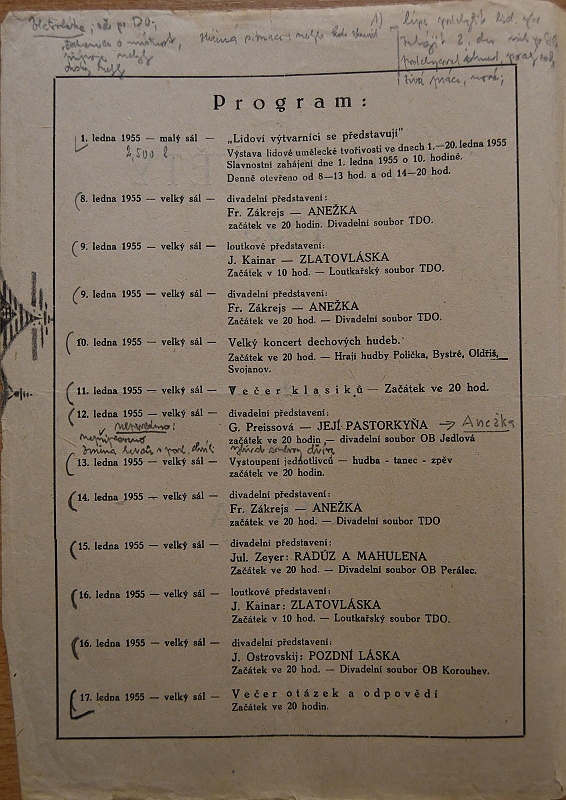 1)
Program:
1. ledna 1955 — malý sál — „Lidoví výtvarníci se představují"
2,500 l
Výstava lidové umělecké tvořivosti ve dnech 1.—20. ledna 1955
Slavnostní zahájení dne 1. ledna 1955 o 10. hodině.
Denně otevřeno od 8—13 hod. a od 14—20 hod.
8. ledna 1955 — velký sál — divadelní představení:
Fr. Zákrejs — ANEŽKA
začátek ve 20 hodin. Divadelní soubor TDO.
9. ledna 1955 — velký sál — loutkové představení:
J. Kainar — ZLATOVLÁSKA
Začátek v 10 hod. — Loutkařský soubor TDO.
9. ledna 1955 — velký sál — divadelní představení:
Fr. Zákrejs — ANEŽKA
Začátek ve 20 hod. — Divadelní soubor TDO.
10. ledna 1955 — velký sál — Velký koncert dechových hudeb.
Začátek ve 20 hod. — Hrají hudby Polička, Bystré, Oldřiš,
Svojanov.
11. ledna 1955 — velký sál — Večer klasiků — Začátek ve 20 hod.
12. ledna 1955 — velký sál — divadelní představení:
G. Preissová — JEJÍ PASTORKYŇA → Anežka
začátek ve 20 hodin — divadelní soubor OB Jedlová
13. ledna 1955 — velký sál — Vystoupení jednotlivců — hudba - tanec - zpěv
začátek ve 20 hodin.
14. ledna 1955 — velký sál — divadelní představení:
Fr. Zákrejs — ANEŽKA
začátek ve 20 hod. — Divadelní soubor TDO
15. ledna 1955 — velký sál — divadelní představení:
Jul. Zeyer: RADÚZ A MAHULENA
Začátek ve 20 hod. — Divadelní soubor OB Perálec.
16. ledna 1955 — velký sál — loutkové představení:
J. Kainar: ZLATOVLÁSKA
Začátek v 10 hod. — Loutkařský soubor TDO.
16. ledna 1955 — velký sál — divadelní představení:
J. Ostrovskij: POZDNÍ LÁSKA
Začátek ve 20 hod. — Divadelní soubor OB Korouhev.
17. ledna 1955 — velký sál — Večer otázek a odpovědí
Začátek ve 20 hodin.